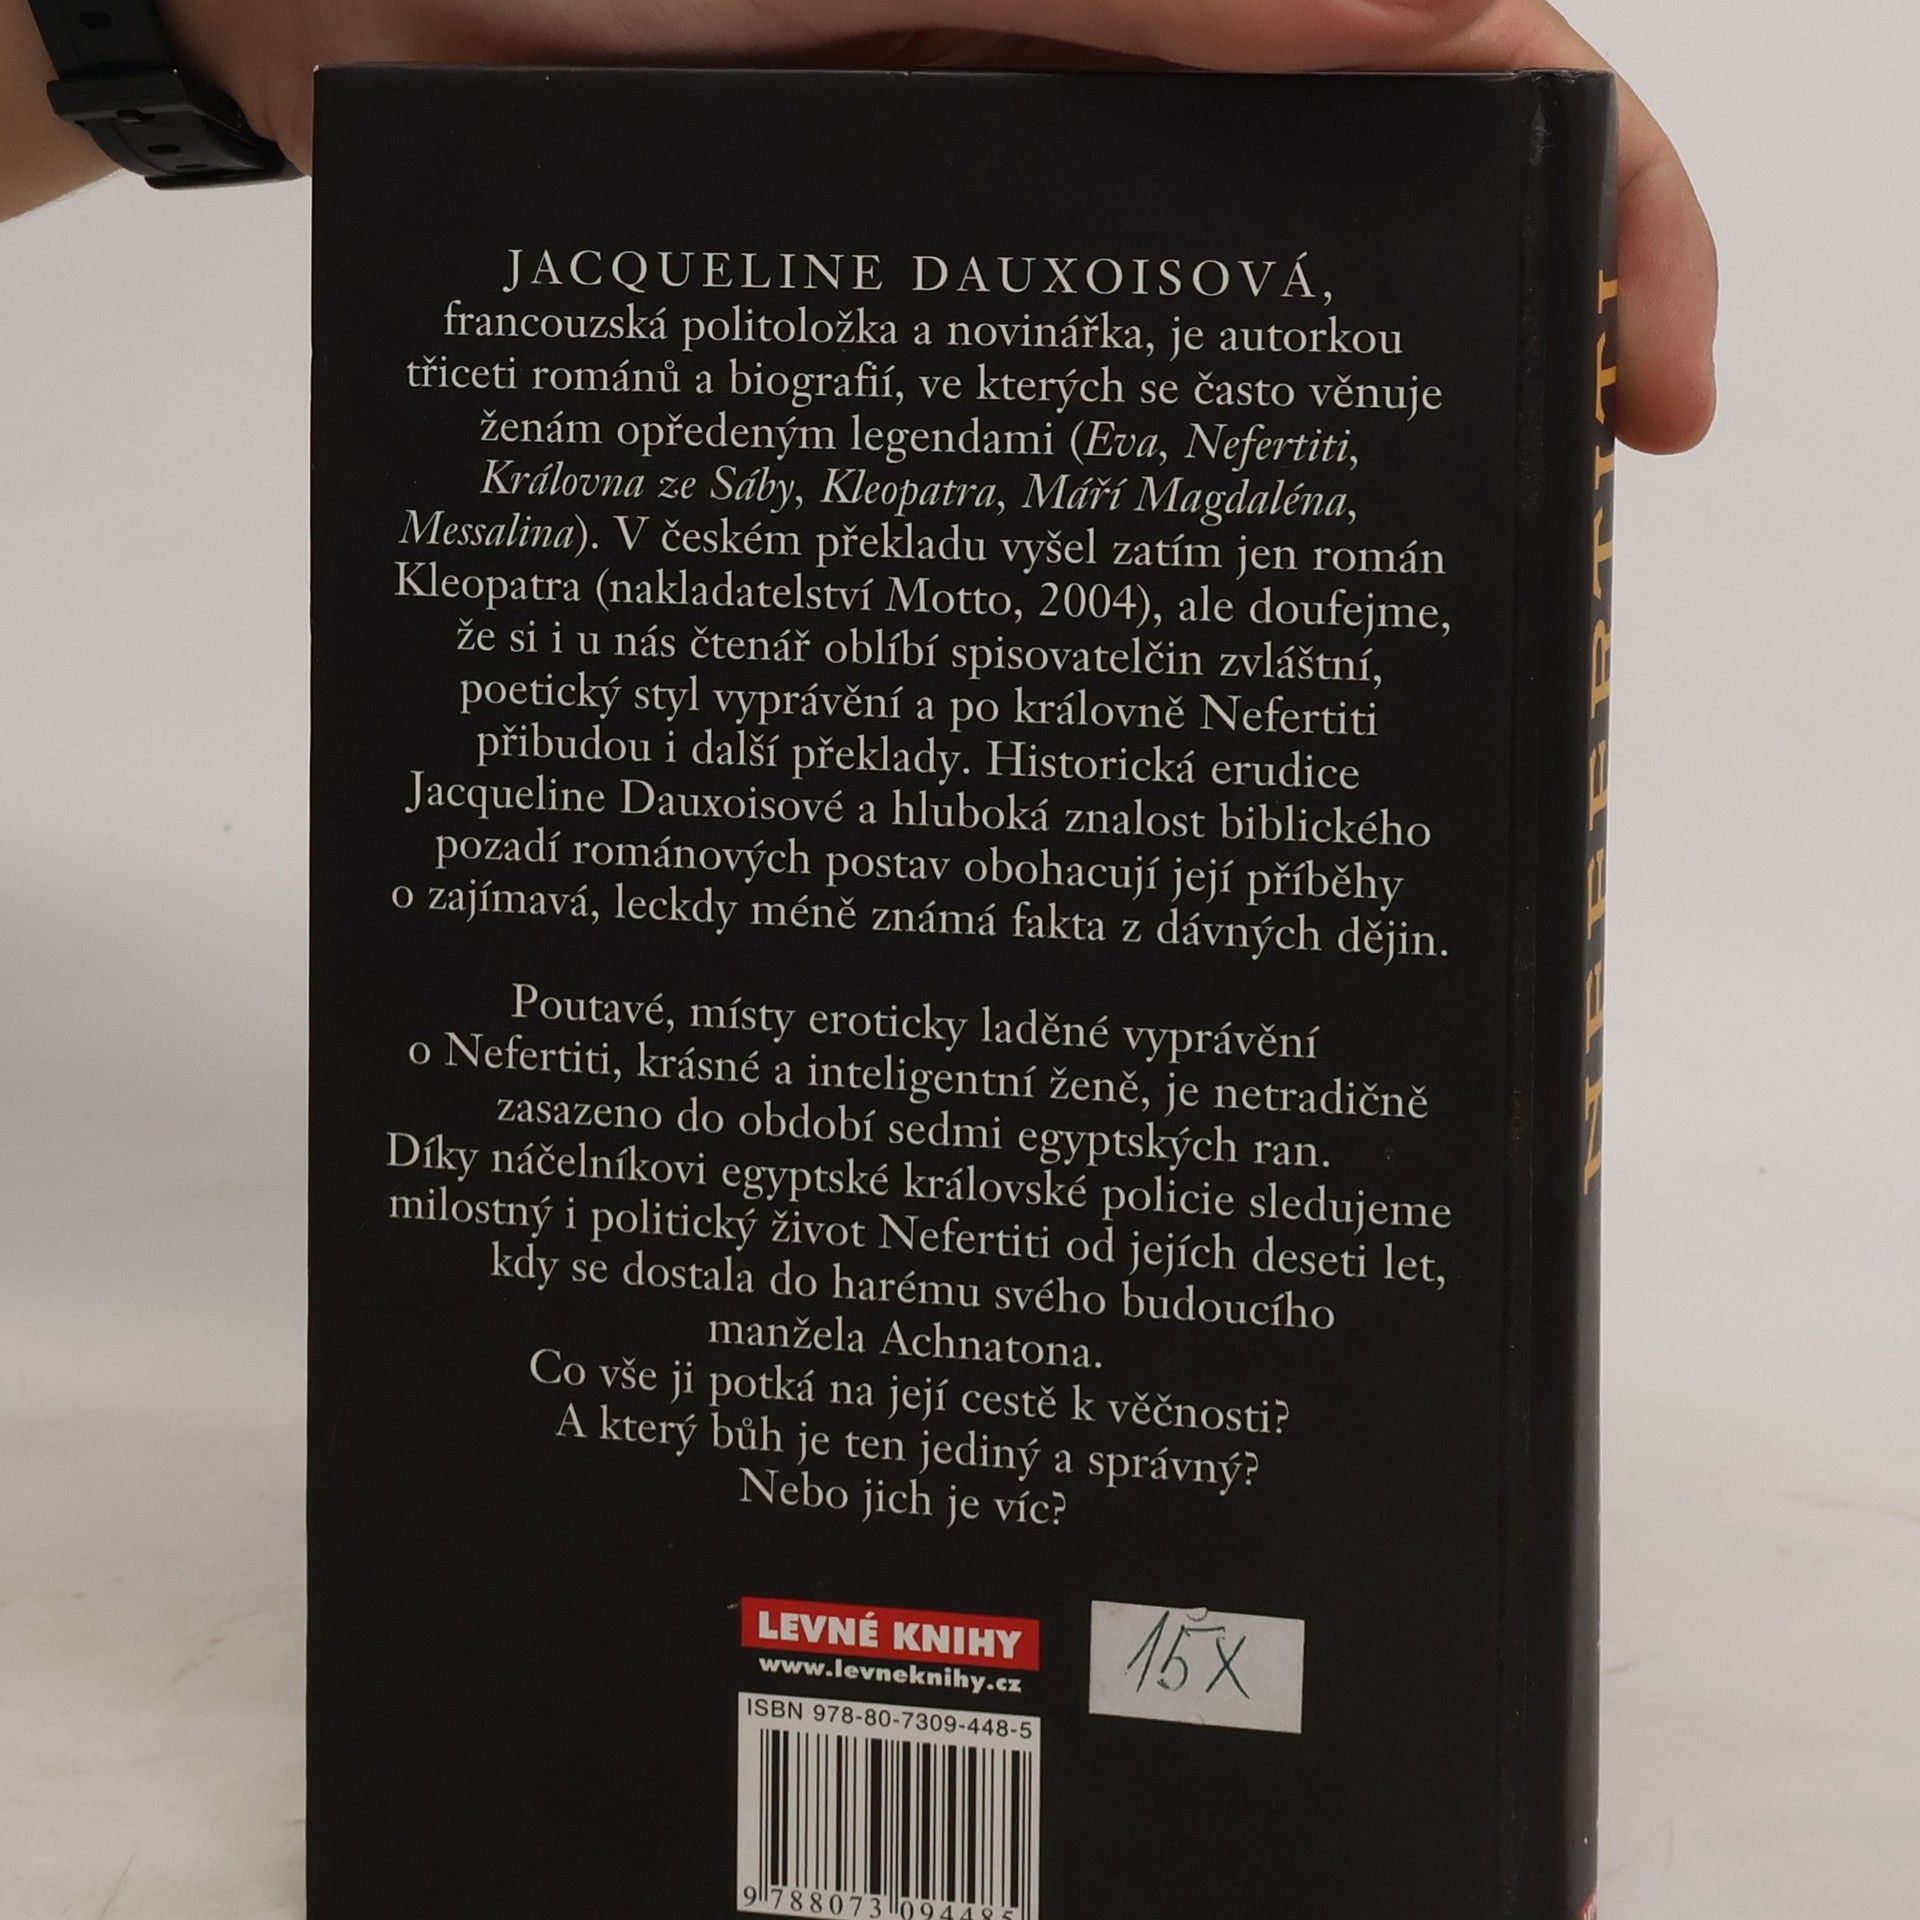 JACQUELINE DAUXOISOVÁ,
francouzská politoložka a novinářka, je autorkou
třiceti románů a biografií, ve kterých se často věnuje
ženám opředeným legendami (Eva, Nefertiti,
Královna ze Sáby, Kleopatra, Máří Magdaléna,
Messalina). V českém překladu vyšel zatím jen román
Kleopatra (nakladatelství Motto, 2004), ale doufejme,
že si i u nás čtenář oblíbí spisovatelčin zvláštní,
poetický styl vyprávění a po královně Nefertiti
přibudou i další překlady. Historická erudice
Jacqueline Dauxoisové a hluboká znalost biblického
pozadí románových postav obohacují její příběhy
o zajímavá, leckdy méně známá fakta z dávných dějin.
Poutavé, místy eroticky laděné vyprávění
o Nefertiti, krásné a inteligentní ženě, je netradičně
zasazeno do období sedmi egyptských ran.
Díky náčelníkovi egyptské královské policie sledujeme
milostný i politický život Nefertiti od jejích deseti let,
kdy se dostala do harému svého budoucího
manžela Achnatona.
Co vše ji potká na její cestě k věčnosti?
A který bůh je ten jediný a správný?
Nebo jich je víc?
LEVNÉ KNIHY
www.levneknihy.cz
ISBN 978-80-7309-448-5
9 788073 094485
15X
NEFERTITI